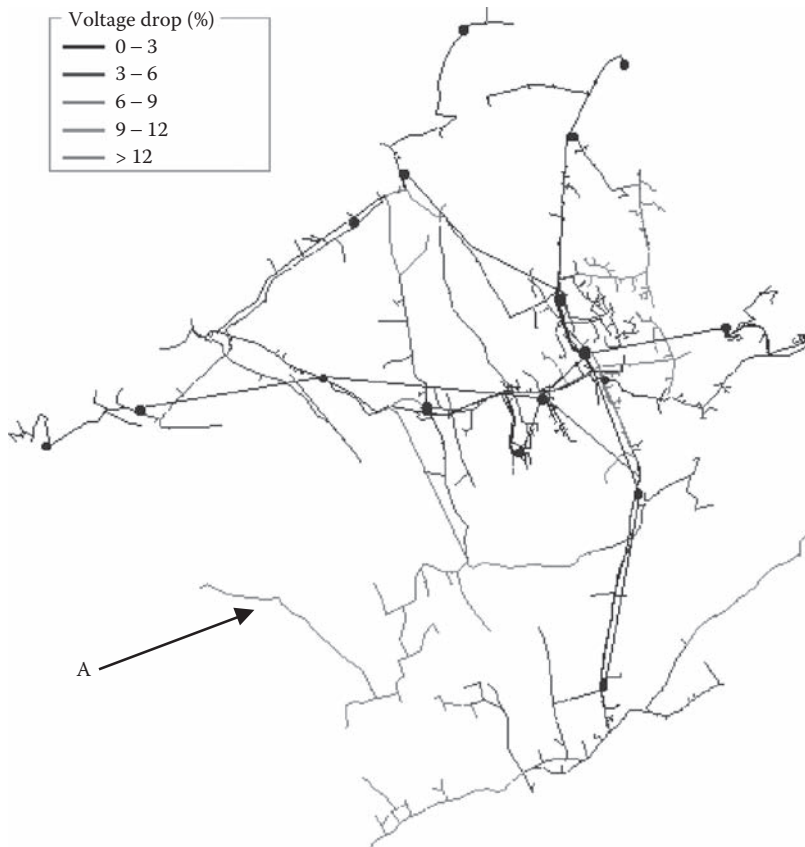 Voltage drop (%)
0 – 3
3 – 6
6 – 9
9 – 12
> 12
A